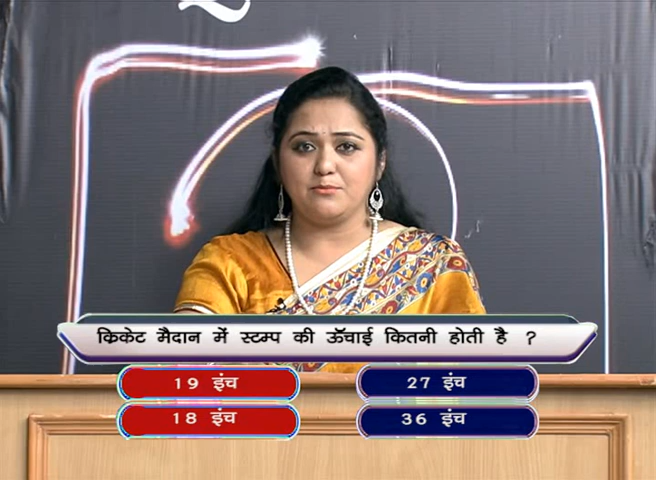 क्रिकेट मैदान में स्टम्प की ऊँचाई कितनी होती है ?
19 इंच
27 इंच
18 इंच
36 इंच